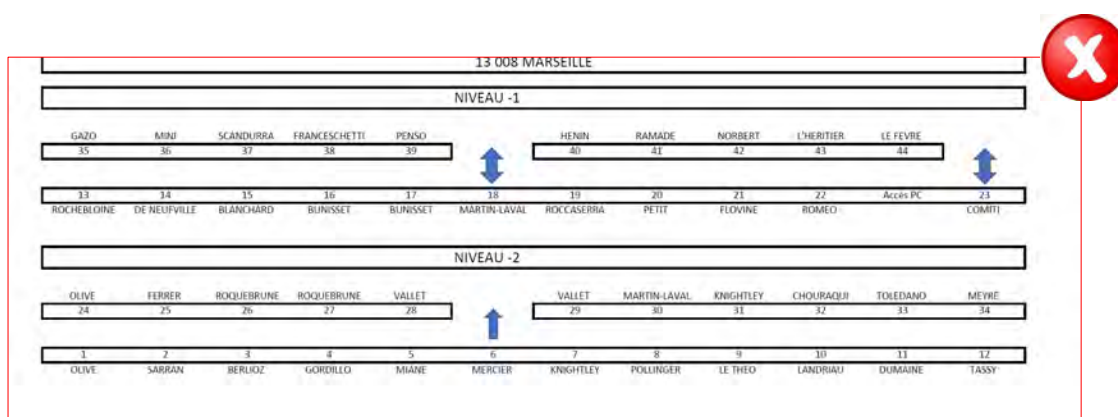 13 008 MARSEILLE
NIVEAU -1
GAZO MINI SCANDURRA FRANCESCHETTI PENSO HENIN RAMADE NORBERT L'HERITIER LE FEVRE
35 36 37 38 39 40 41 42 43 44
13 14 15 16 17 18 19 20 21 22 Accès PC 23
ROCHEBLOINE DE NEUFVILLE BLANCHARD BUNISSET BUNISSET MARTIN-LAVAL ROCCASERRA PETIT FLOVINE ROMEO COMITI
NIVEAU -2
OLIVE FERRER ROQUEBRUNE ROQUEBRUNE VALLET VALLET MARTIN-LAVAL KNIGHTLEY CHOURAQUI TOLEDANO MEYRE
24 25 26 27 28 29 30 31 32 33 34
1 2 3 4 5 6 7 8 9 10 11 12
OLIVE SARRAN BERLIOZ GORDILLO MIANE MERCIER KNIGHTLEY POLLINGER LE THEO LANDRIAU DUMAINE TASSY